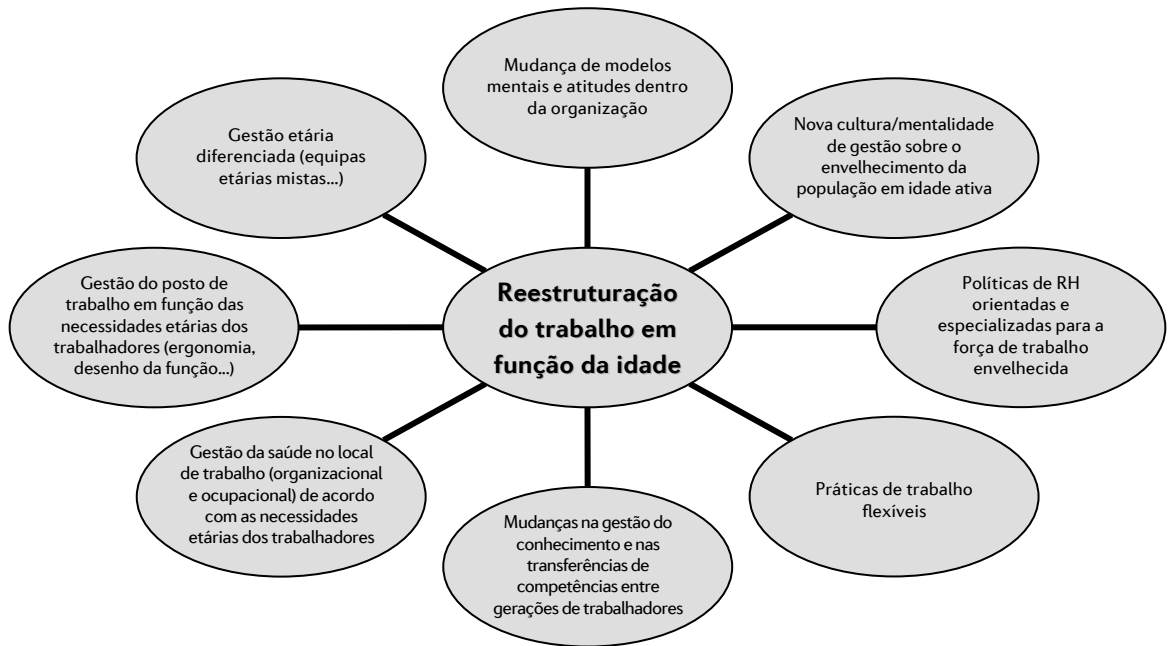 Mudança de modelos
mentais e atitudes dentro
da organização
Nova cultura/mentalidade
de gestão sobre o
envelhecimento da
população em idade ativa
Políticas de RH
orientadas e
especializadas para a
força de trabalho
envelhecida
Práticas de trabalho
flexíveis
Mudanças na gestão do
conhecimento e nas
transferências de
competências entre
gerações de trabalhadores
Gestão da saúde no local
de trabalho (organizacional
e ocupacional) de acordo
com as necessidades
etárias dos trabalhadores
Gestão do posto de
trabalho em função das
necessidades etárias dos
trabalhadores (ergonomia,
desenho da função...)
Gestão etária
diferenciada (equipas
etárias mistas...)
Reestruturação
do trabalho em
função da idade